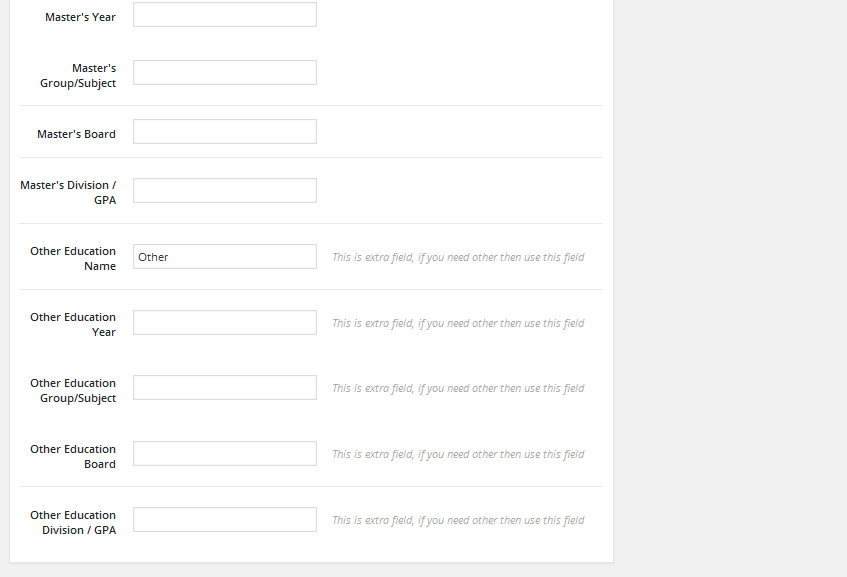 Master's Year
Master's
Group/Subject
Master's Board
Master's Division /
GPA
Other Education
Name
Other
This is extra field, if you need other then use this field
Other Education
Year
This is extra field, if you need other then use this field
Other Education
Group/Subject
This is extra field, if you need other then use this field
Other Education
Board
This is extra field, if you need other then use this field
Other Education
Division / GPA
This is extra field, if you need other then use this field